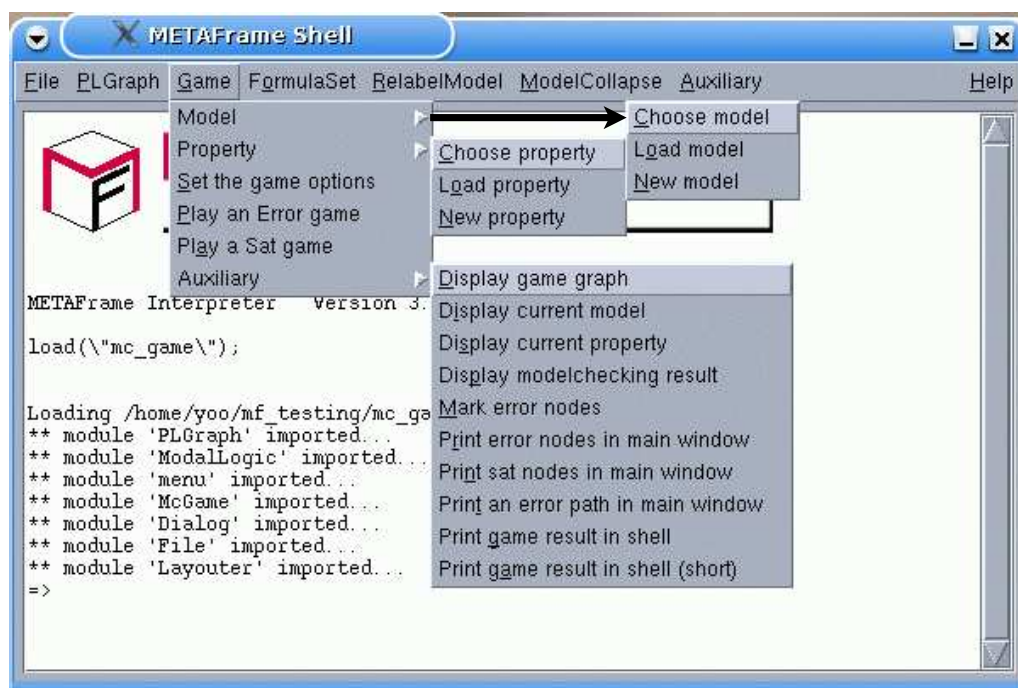 METAFrame Shell
File PLGraph Game FormulaSet RelabelModel ModelCollapse Auxiliary Help
Model
Property
Set the game options
Play an Error game
Play a Sat game
Auxiliary
Choose model
Load model
New model
Choose property
Load property
New property
Display game graph
Display current model
Display current property
Display modelchecking result
Mark error nodes
Print error nodes in main window
Print sat nodes in main window
Print an error path in main window
Print game result in shell
Print game result in shell (short)
METAFrame Interpreter Version 3.
load(\"mc_game\");
Loading /home/yoo/mf_testing/mc_ga
** module 'PLGraph' imported...
** module 'ModalLogic' imported...
** module 'menu' imported...
** module 'McGame' imported...
** module 'Dialog' imported...
** module 'File' imported...
** module 'Layouter' imported...
=>